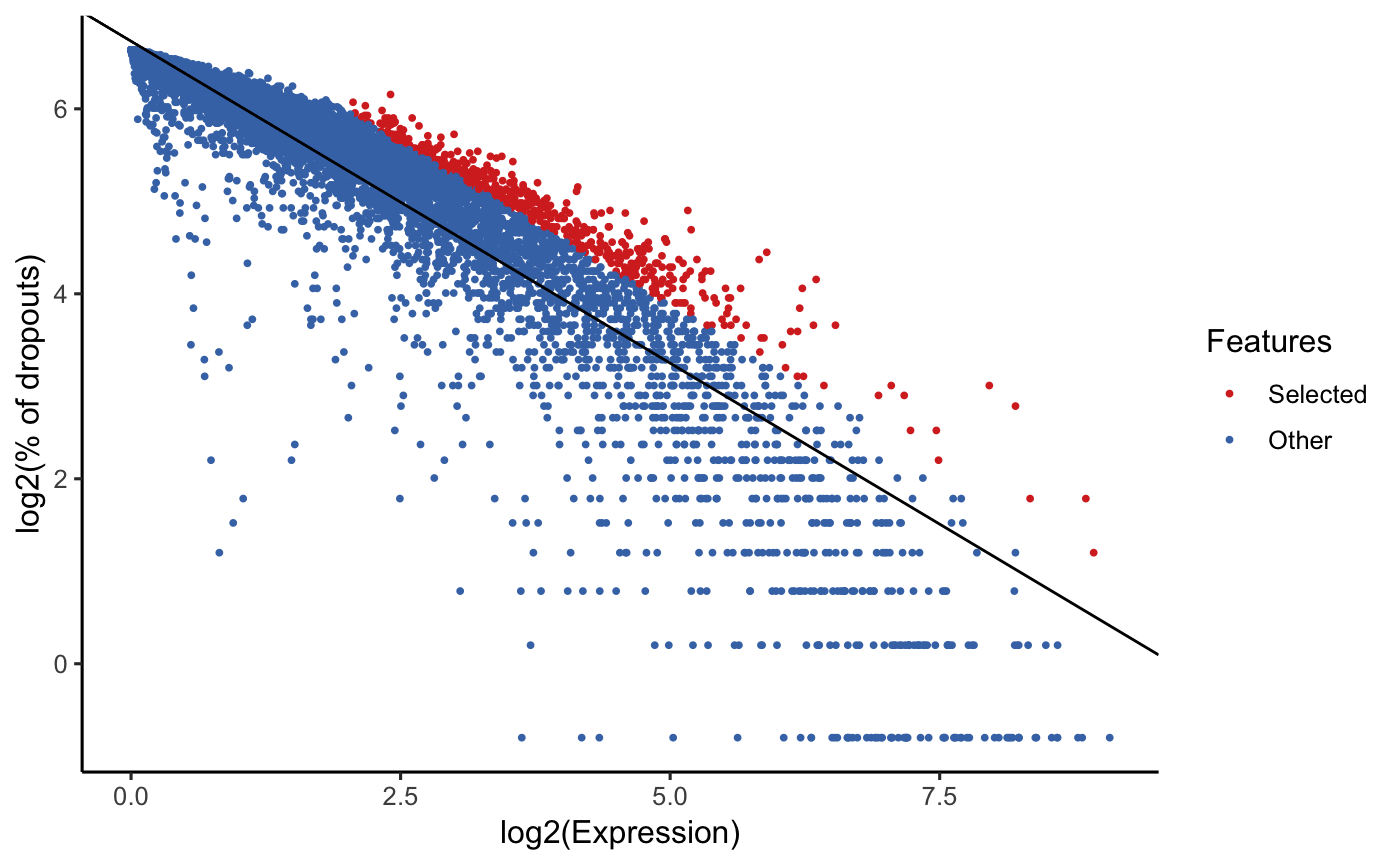 log2(% of dropouts)
6
4
2
0
0.0 2.5 5.0 7.5
log2(Expression)
Features
Selected
Other